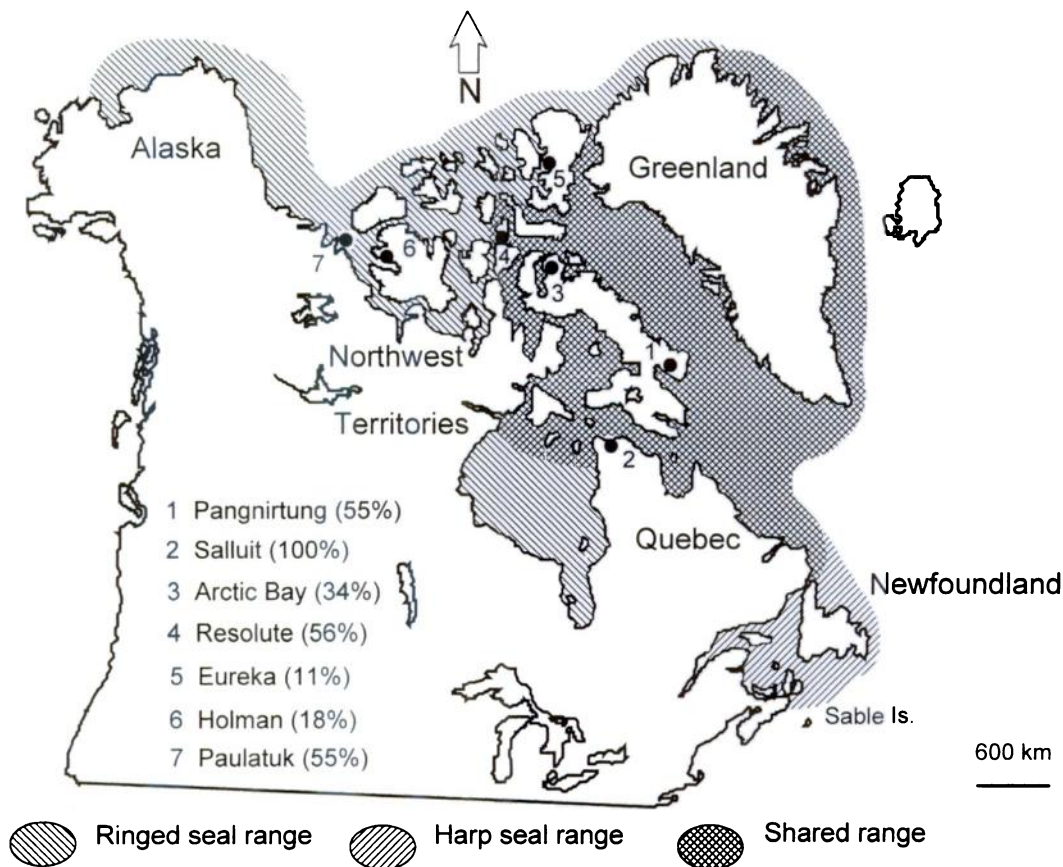 N
Alaska
Greenland
5
6
4
7
3
Northwest
1
Territories
2
1 Pangnirtung (55%)
2 Salluit (100%)
Quebec
3 Arctic Bay (34%)
Newfoundland
4 Resolute (56%)
5 Eureka (11%)
6 Holman (18%)
Sable Is.
7 Paulatuk (55%)
600 km
Ringed seal range
Harp seal range
Shared range